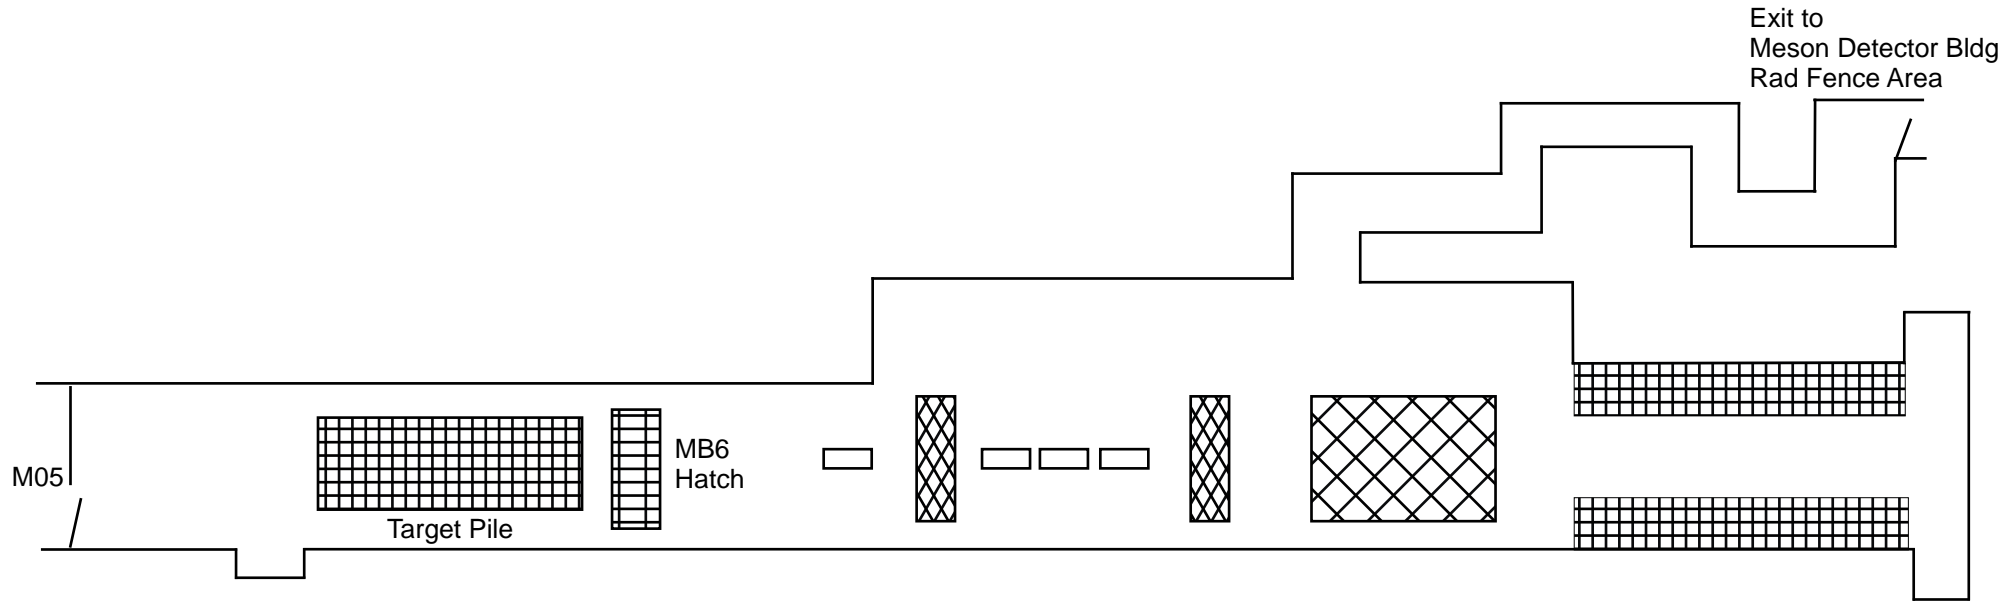 Exit to
Meson Detector Bldg
Rad Fence Area
M05
MB6
Hatch
Target Pile